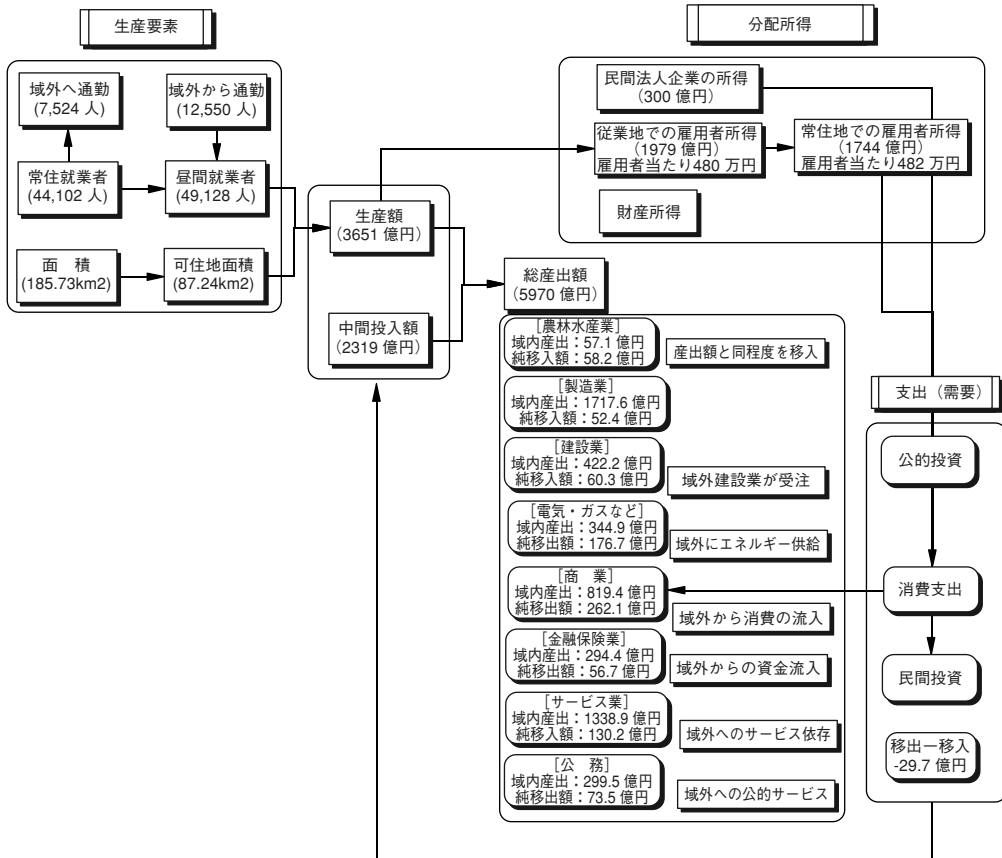 生産要素
域外へ通勤
(7,524 人)
域外から通勤
(12,550 人)
常住就業者
(44,102 人)
昼間就業者
(49,128 人)
面　積
(185.73km2)
可住地面積
(87.24km2)
生産額
(3651 億円)
中間投入額
(2319 億円)
分配所得
民間法人企業の所得
(300 億円)
従業地での雇用者所得
(1979 億円)
雇用者当たり480 万円
常住地での雇用者所得
(1744 億円)
雇用者当たり482 万円
財産所得
総産出額
(5970 億円)
[農林水産業]
域内産出：57.1 億円
純移入額：58.2 億円
産出額と同程度を移入
[製造業]
域内産出：1717.6 億円
純移入額：52.4 億円
[建設業]
域内産出：422.2 億円
純移入額：60.3 億円
域外建設業が受注
[電気・ガスなど]
域内産出：344.9 億円
純移出額：176.7 億円
域外にエネルギー供給
[商　業]
域内産出：819.4 億円
純移出額：262.1 億円
域外から消費の流入
[金融保険業]
域内産出：294.4 億円
純移出額：56.7 億円
域外からの資金流入
[サービス業]
域内産出：1338.9 億円
純移入額：130.2 億円
域外へのサービス依存
[公　務]
域内産出：299.5 億円
純移出額：73.5 億円
域外への公的サービス
支出（需要）
公的投資
消費支出
民間投資
移出ー移入
-29.7 億円